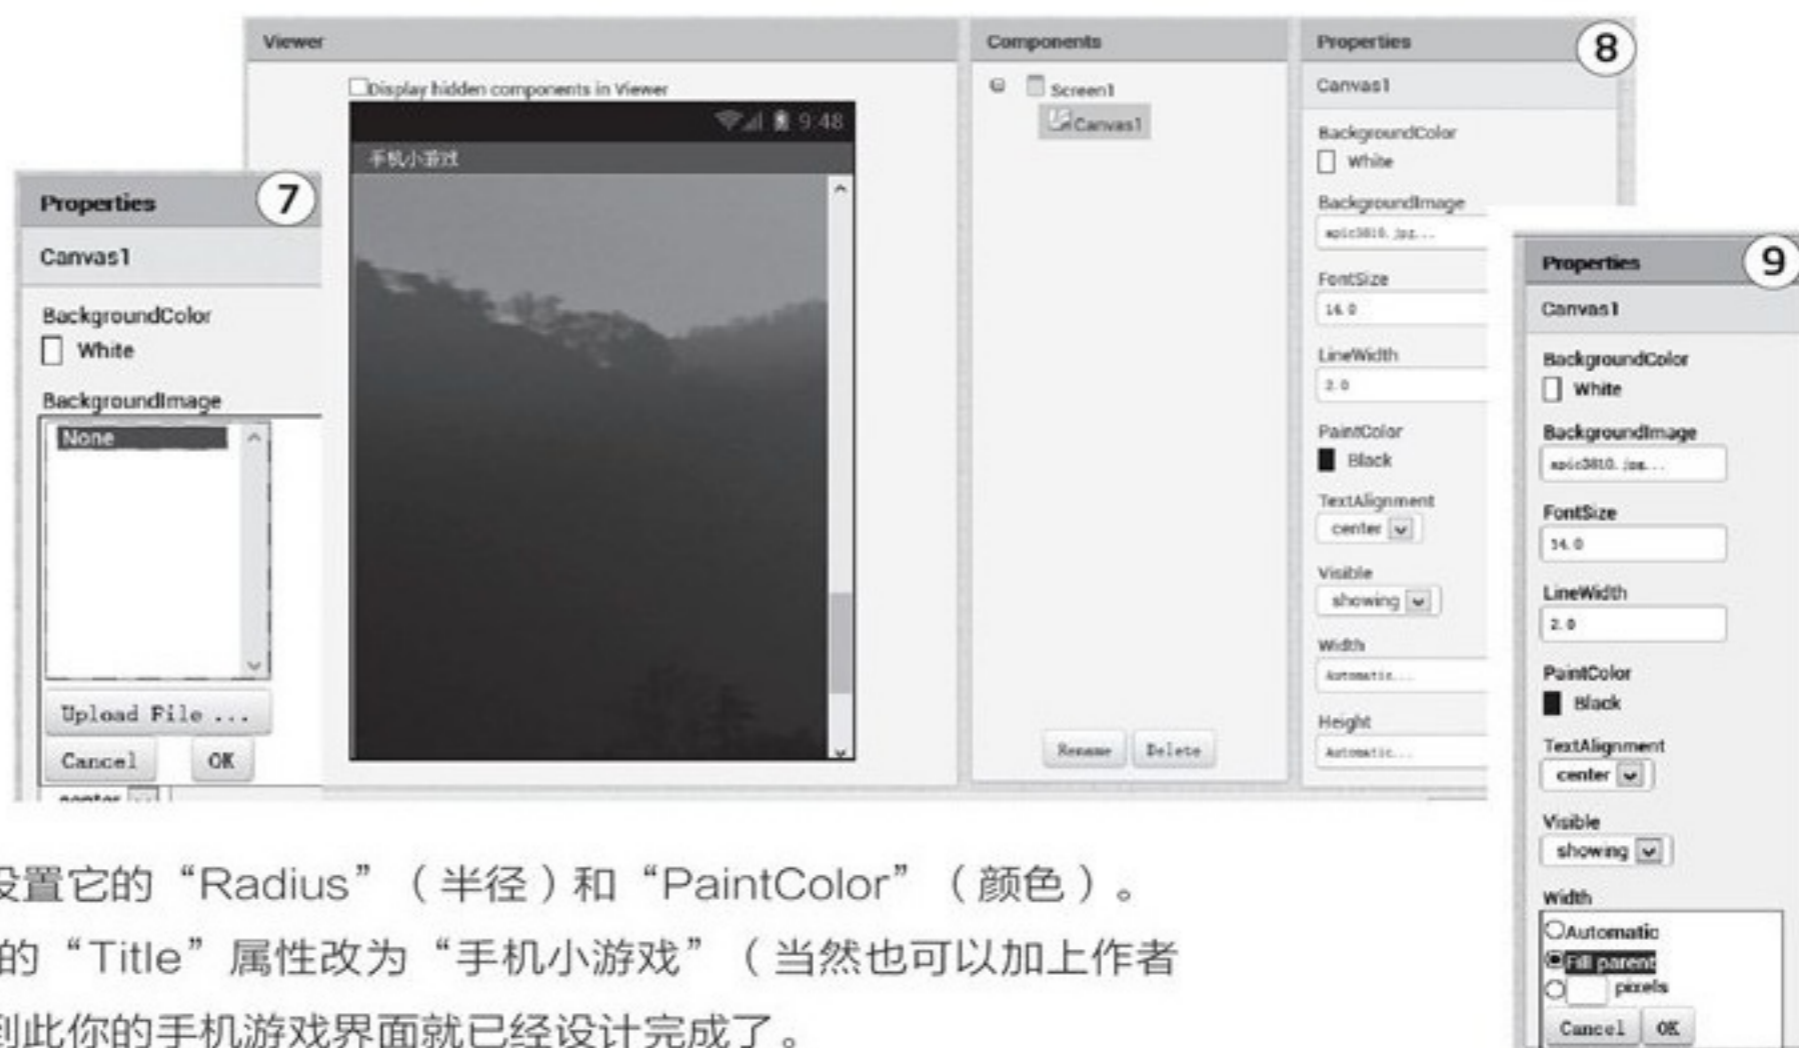 Viewer
Display hidden components in Viewer
9:48
手机小游戏
Components
Screen1
Canvas1
Rename
Delete
Properties
8
Canvas1
BackgroundColor
White
BackgroundImage
FontSize
14.0
LineWidth
2.0
PaintColor
Black
TextAlignment
center
Visible
showing
Width
Automatic...
Height
Automatic...
Properties
7
Canvas1
BackgroundColor
White
BackgroundImage
None
Upload File ...
Cancel
OK
center
Properties
9
Canvas1
BackgroundColor
White
BackgroundImage
FontSize
14.0
LineWidth
2.0
PaintColor
Black
TextAlignment
center
Visible
showing
Width
Automatic
Fill parent
pixels
Cancel
OK
设置它的“Radius”（半径）和“PaintColor”（颜色）。
的“Title”属性改为“手机小游戏”（当然也可以加上作者
到此你的手机游戏界面就已经设计完成了。